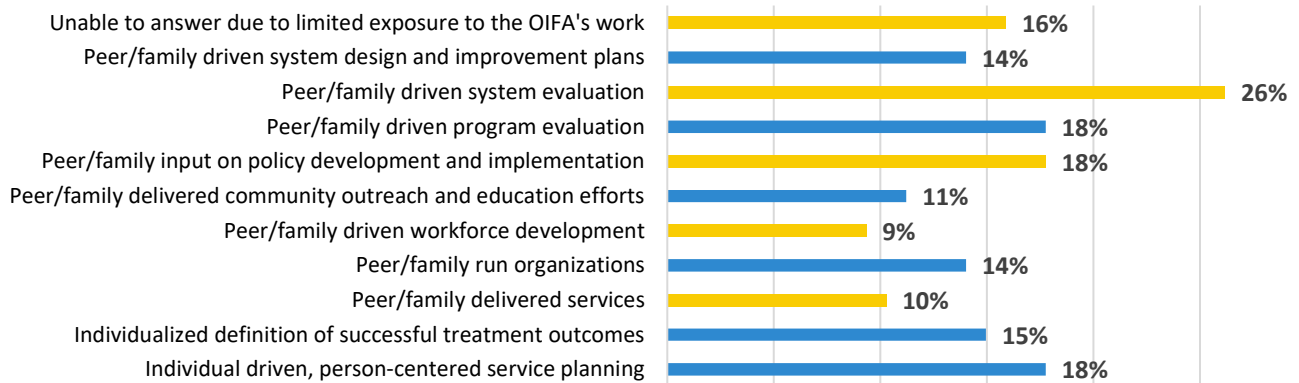 Unable to answer due to limited exposure to the OIFA's work 16%
Peer/family driven system design and improvement plans 14%
Peer/family driven system evaluation 26%
Peer/family driven program evaluation 18%
Peer/family input on policy development and implementation 18%
Peer/family delivered community outreach and education efforts 11%
Peer/family driven workforce development 9%
Peer/family run organizations 14%
Peer/family delivered services 10%
Individualized definition of successful treatment outcomes 15%
Individual driven, person-centered service planning 18%